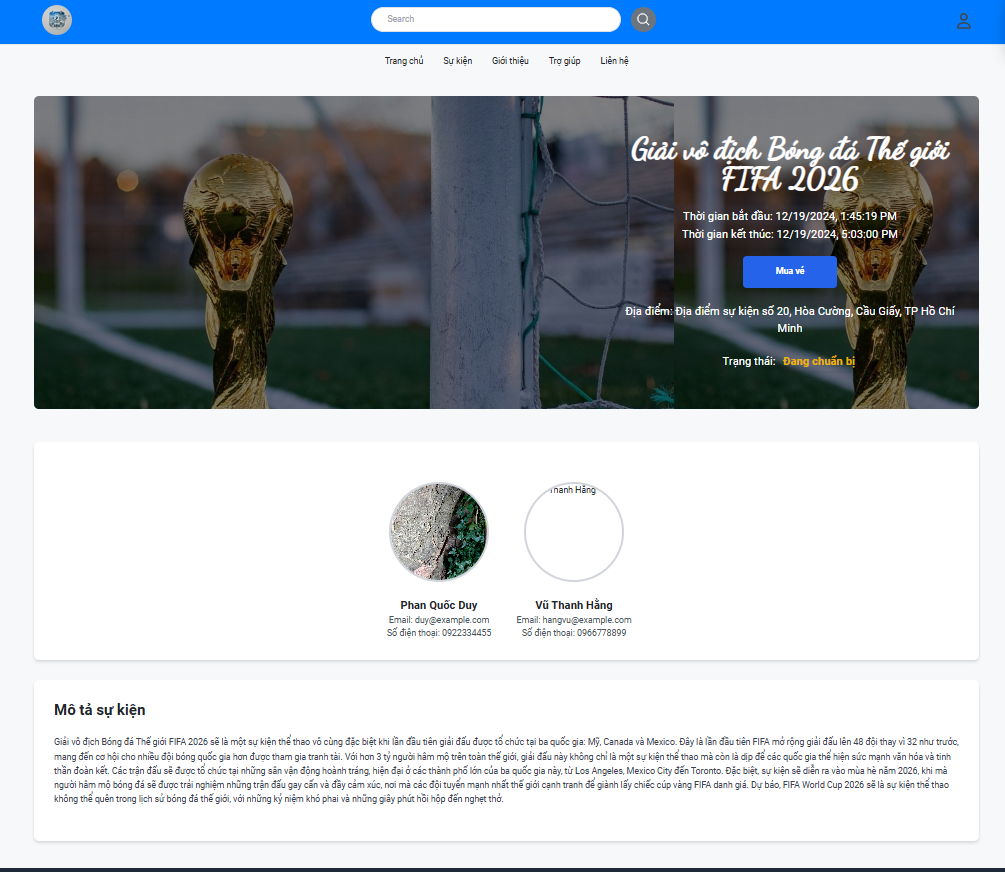 Search
Trang chủ Sự kiện Giới thiệu Trợ giúp Liên hệ
Giải vô địch Bóng đá Thế giới
FIFA 2026
Thời gian bắt đầu: 12/19/2024, 1:45:19 PM
Thời gian kết thúc: 12/19/2024, 5:03:00 PM
Mua vé
Địa điểm: Địa điểm sự kiện số 20, Hòa Cường, Cầu Giấy, TP Hồ Chí
Minh
Trạng thái: Đang chuẩn bị
Thanh Hằng
Phan Quốc Duy
Email: duy@example.com
Số điện thoại: 0922334455
Vũ Thanh Hằng
Email: hangvu@example.com
Số điện thoại: 0966778899
Mô tả sự kiện
Giải vô địch Bóng đá Thế giới FIFA 2026 sẽ là một sự kiện thể thao vô cùng đặc biệt khi lần đầu tiên giải đấu được tổ chức tại ba quốc gia: Mỹ, Canada và Mexico. Đây là lần đầu tiên FIFA mở rộng giải đấu lên 48 đội thay vì 32 như trước,
mang đến cơ hội cho nhiều đội bóng quốc gia hơn được tham gia tranh tài. Với hơn 3 tỷ người hâm mộ trên toàn thế giới, giải đấu này không chỉ là một sự kiện thể thao mà còn là dịp để các quốc gia thể hiện sức mạnh văn hóa và tinh
thần đoàn kết. Các trận đấu sẽ được tổ chức tại những sân vận động hoành tráng, hiện đại ở các thành phố lớn của ba quốc gia này, từ Los Angeles, Mexico City đến Toronto. Đặc biệt, sự kiện sẽ diễn ra vào mùa hè năm 2026, khi mà
người hâm mộ bóng đá sẽ được trải nghiệm những trận đấu gay cấn và đầy cảm xúc, nơi mà các đội tuyển mạnh nhất thế giới cạnh tranh để giành lấy chiếc cúp vàng FIFA danh giá. Dự báo, FIFA World Cup 2026 sẽ là sự kiện thể thao
không thể quên trong lịch sử bóng đá thế giới, với những kỷ niệm khó phai và những giây phút hồi hộp đến nghẹt thở.